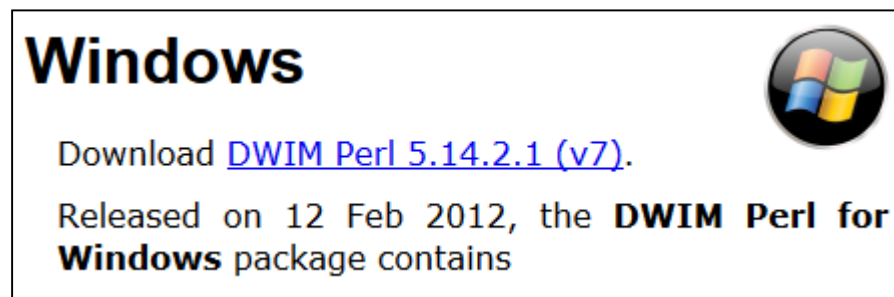 Windows
Download DWIM Perl 5.14.2.1 (v7).
Released on 12 Feb 2012, the DWIM Perl for
Windows package contains